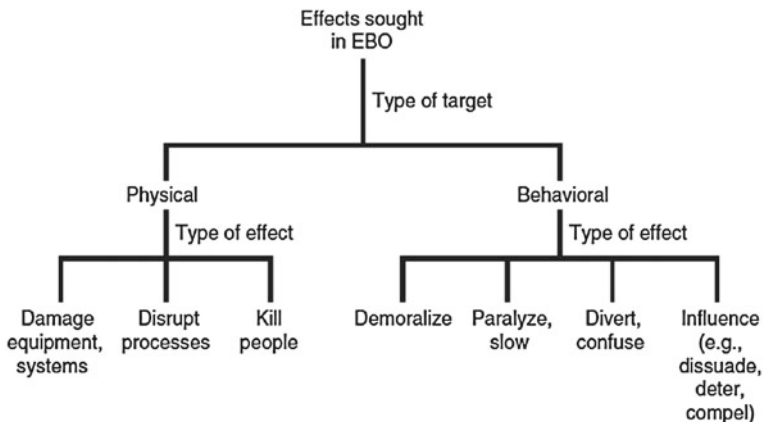 Effects sought
in EBO
Type of target
Physical
Behavioral
Type of effect
Type of effect
Damage
equipment,
systems
Disrupt
processes
Kill
people
Demoralize
Paralyze,
slow
Divert,
confuse
Influence
(e.g.,
dissuade,
deter,
compel)